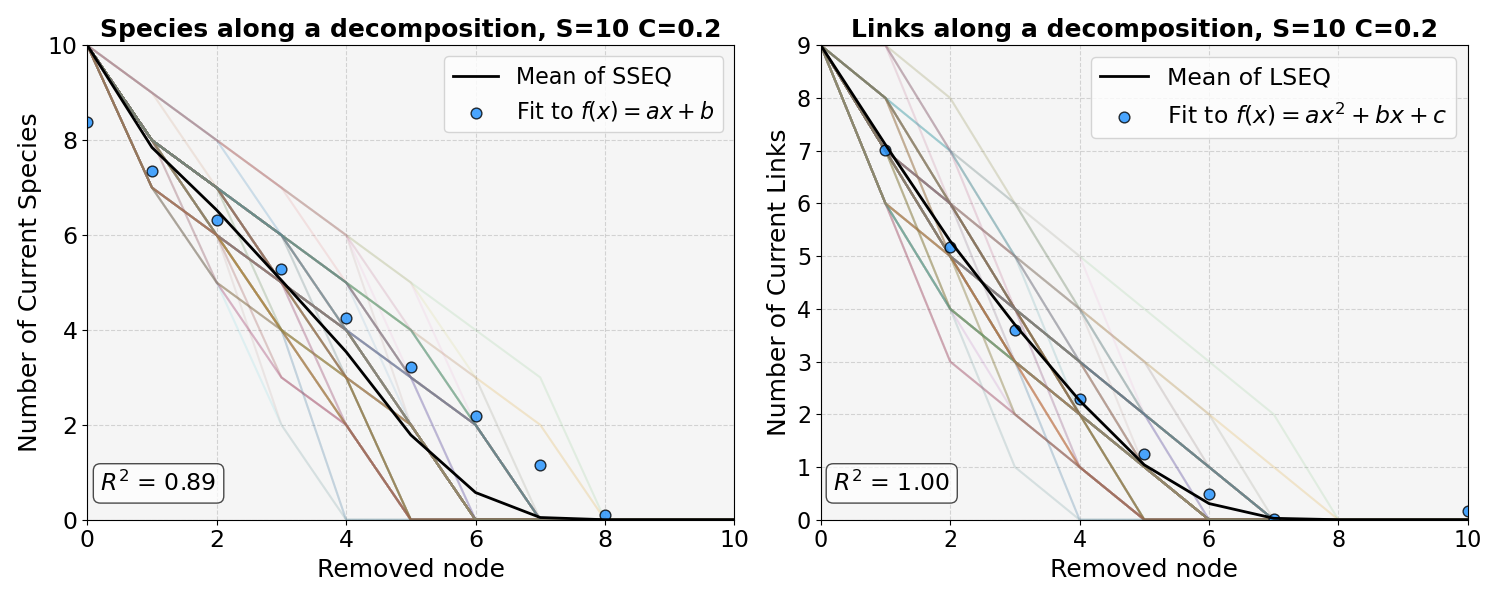 Species along a decomposition, S=10 C=0.2
Number of Current Species
10
8
6
4
2
0
Mean of SSEQ
Fit to f(x) = ax + b
R² = 0.89
0 2 4 6 8 10
Removed node
Links along a decomposition, S=10 C=0.2
Number of Current Links
9
8
7
6
5
4
3
2
1
0
Mean of LSEQ
Fit to f(x) = ax² + bx + c
R² = 1.00
0 2 4 6 8 10
Removed node